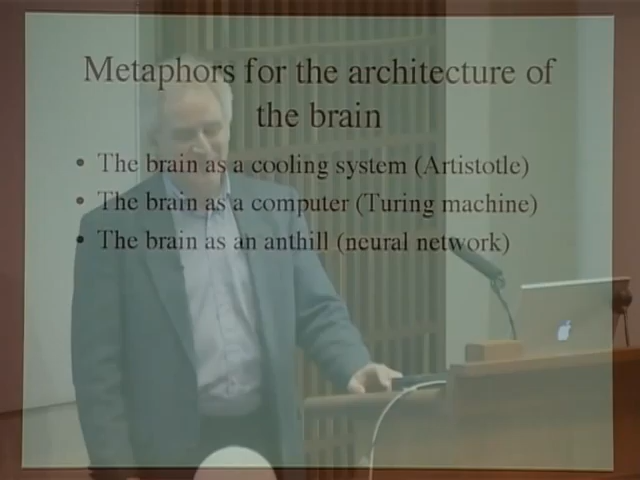 Metaphors for the architecture of
the brain
• The brain as a cooling system (Artistotle)
• The brain as a computer (Turing machine)
• The brain as an anthill (neural network)